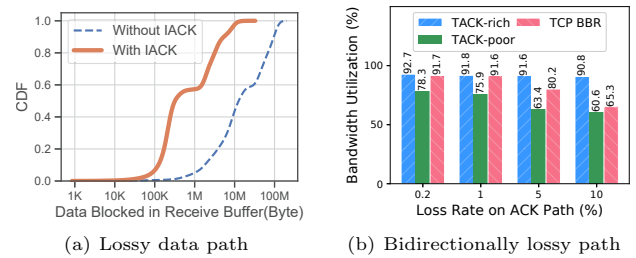 Without IACK
With IACK
CDF
1.0
0.8
0.6
0.4
0.2
0.0
1K 10K 100K 1M 10M 100M
Data Blocked in Receive Buffer(Byte)
(a) Lossy data path
TACK-rich
TACK-poor
TCP BBR
Bandwidth Utilization (%)
100
50
0
92.7 78.3 91.7 91.8 75.9 91.6 91.6 63.4 80.2 90.8 60.6 65.3
0.2 1 5 10
Loss Rate on ACK Path (%)
(b) Bidirectionally lossy path